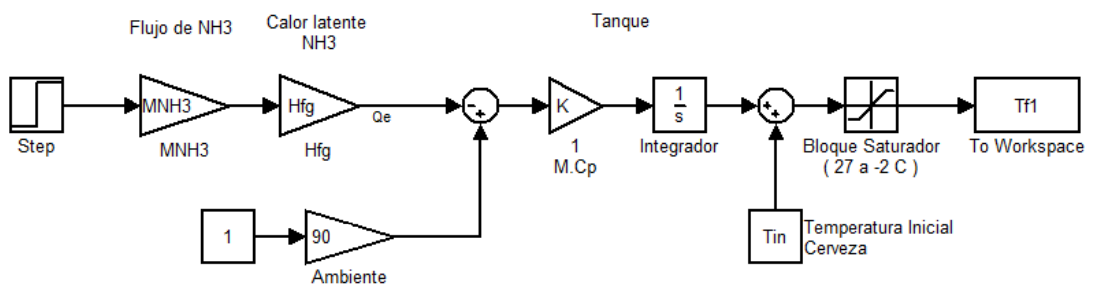 Flujo de NH3
Calor latente
NH3
Tanque
Step
MNH3
MNH3
Hfg
Hfg
Qe
-
+
K
1
M.Cp
1
s
Integrador
+
+
Bloque Saturador
( 27 a -2 C )
Tf1
To Workspace
1
90
Ambiente
Tin
Temperatura Inicial
Cerveza